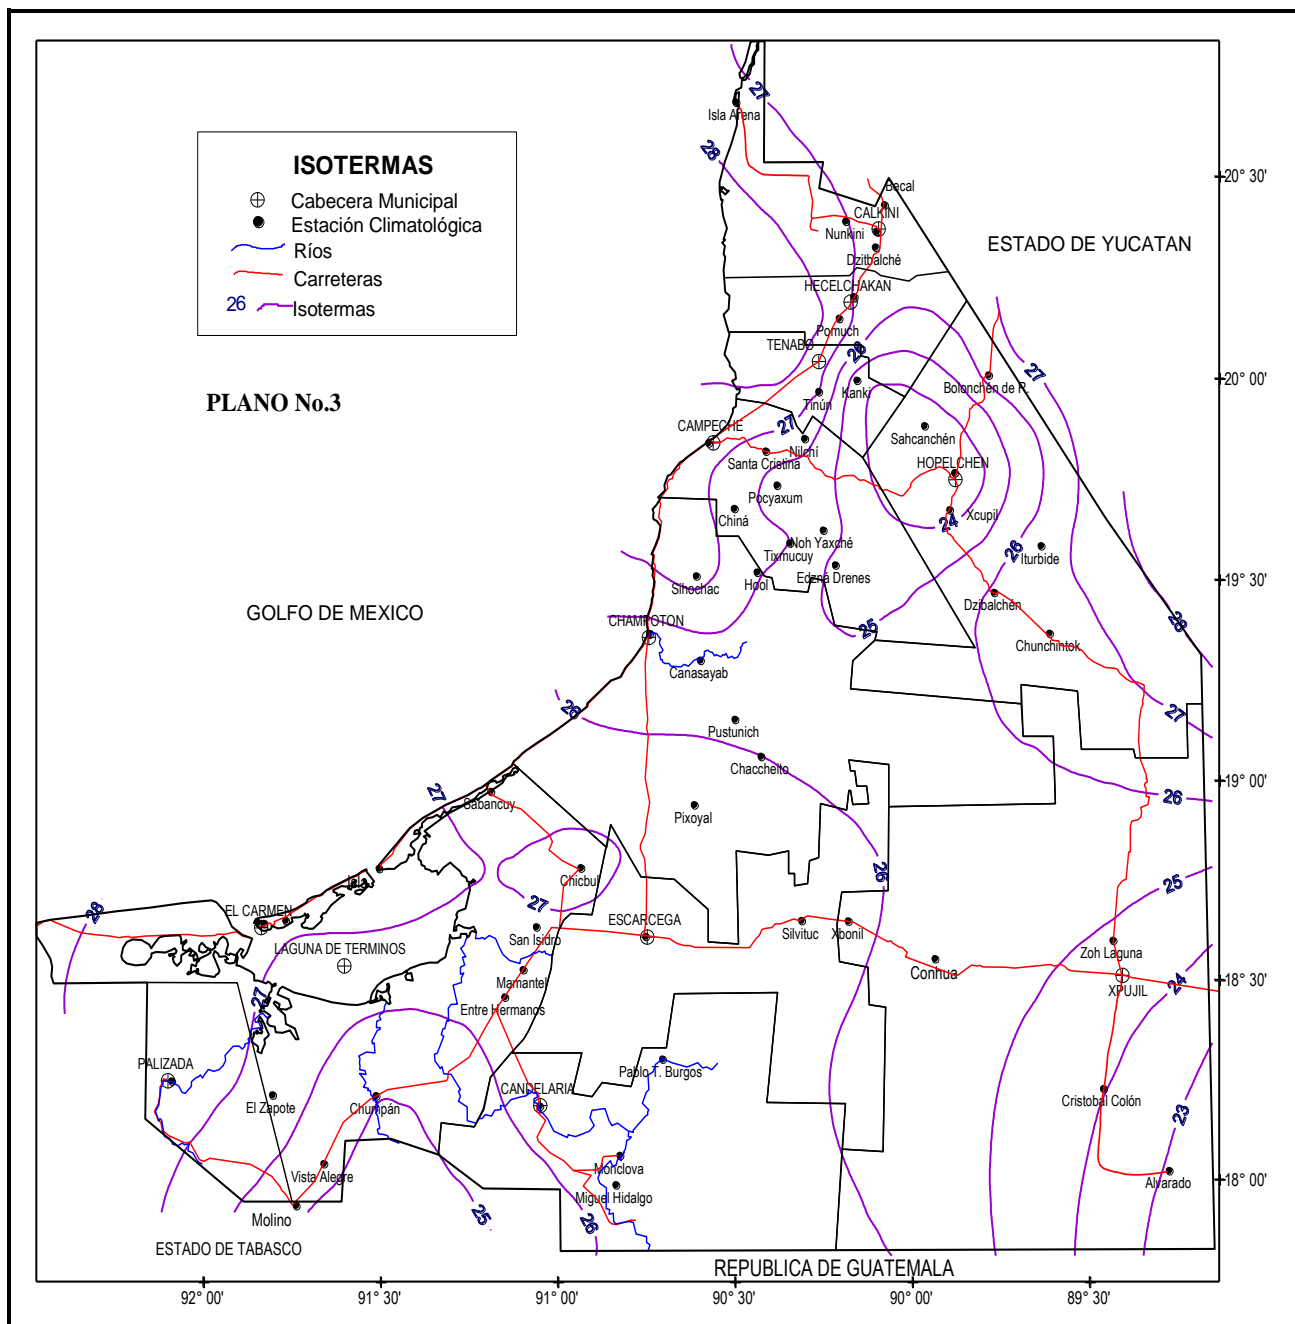 27
Isla Arena
28
ISOTERMAS
Cabecera Municipal
Estación Climatológica
Ríos
Carreteras
26
Isotermas
20° 30'
Becal
CALKINI
Nunkini
Dzitbalché
ESTADO DE YUCATAN
HECELCHAKAN
Pomuch
TENABO
26
27
20° 00'
PLANO No.3
Kanki
Tinún
Bolonchén de R.
CAMPECHE
27
Nilchí
Santa Cristina
Sahcanchén
HOPELCHEN
Pocyaxum
Chiná
24
Xcupil
Noh Yaxché
Tixmucuy
26
Iturbide
Sihochac
Hool
Edzná Drenes
19° 30'
Dzibalchén
GOLFO DE MEXICO
CHAMPOTON
25
28
Chunchintok
Canasayab
26
Pustunich
27
Chaccheito
19° 00'
27
Sabancuy
26
Pixoyal
Isla
Chicbul
26
25
27
28
EL CARMEN
ESCARCEGA
San Isidro
Silvituc
Xbonil
LAGUNA DE TERMINOS
Zoh Laguna
Conhua
Mamantel
24
18° 30'
XPUJIL
27
Entre Hermanos
PALIZADA
Pablo T. Burgos
CANDELARIA
El Zapote
Chumpán
Cristobal Colón
23
Vista Alegre
Monclova
Miguel Hidalgo
Alvarado
18° 00'
Molino
25
26
ESTADO DE TABASCO
REPUBLICA DE GUATEMALA
92° 00'
91° 30'
91° 00'
90° 30'
90° 00'
89° 30'